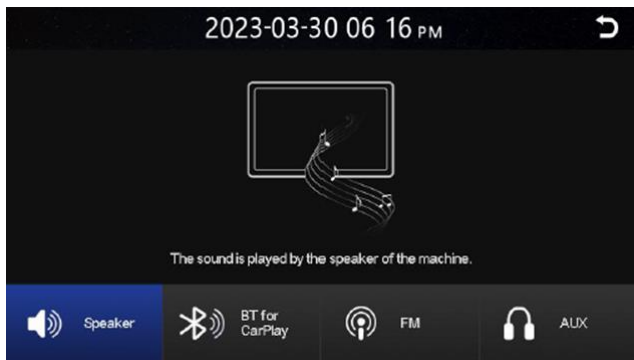 2023-03-30 06 16 PM
The sound is played by the speaker of the machine.
Speaker
BT for
CarPlay
FM
AUX